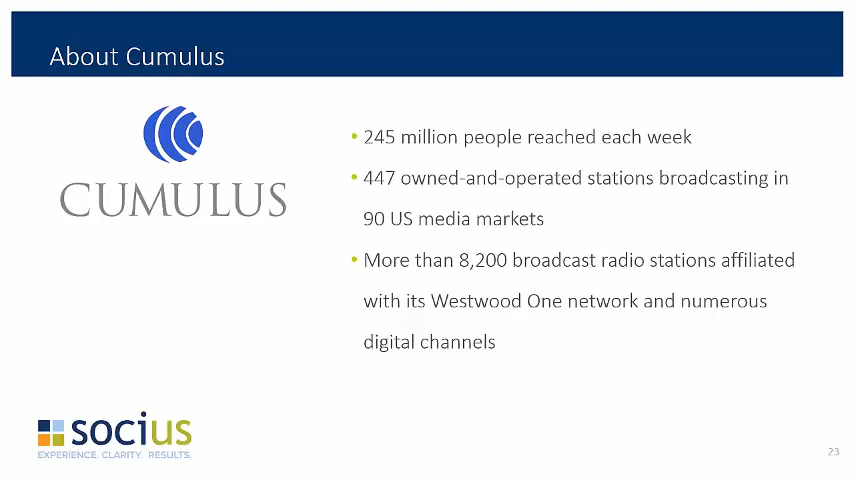 About Cumulus
CUMULUS
• 245 million people reached each week
• 447 owned-and-operated stations broadcasting in
90 US media markets
• More than 8,200 broadcast radio stations affiliated
with its Westwood One network and numerous
digital channels
socius
EXPERIENCE. CLARITY. RESULTS.
23